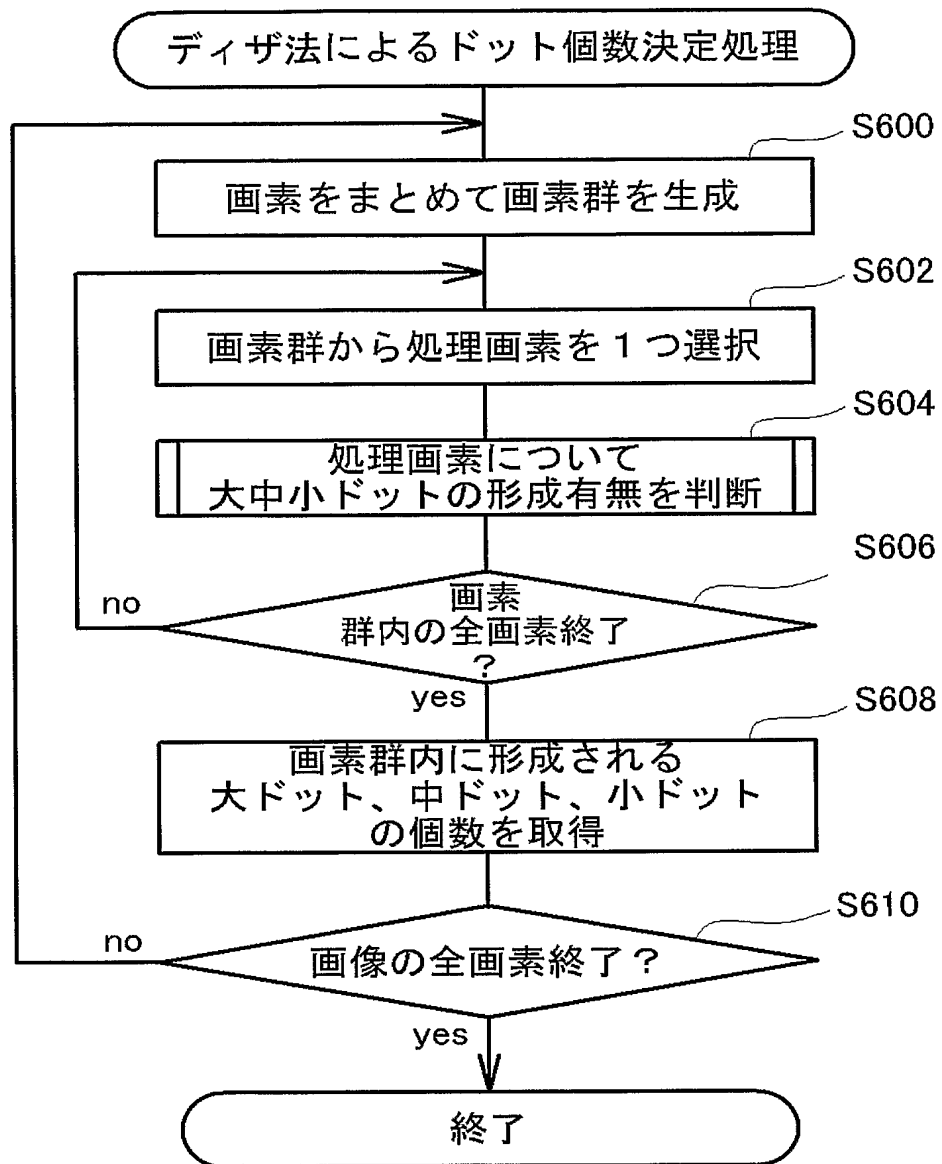 ディザ法によるドット個数決定処理
S600
画素をまとめて画素群を生成
S602
画素群から処理画素を１つ選択
S604
処理画素について
大中小ドットの形成有無を判断
S606
no
画素
群内の全画素終了
？
yes
S608
画素群内に形成される
大ドット、中ドット、小ドット
の個数を取得
S610
no
画像の全画素終了？
yes
終了